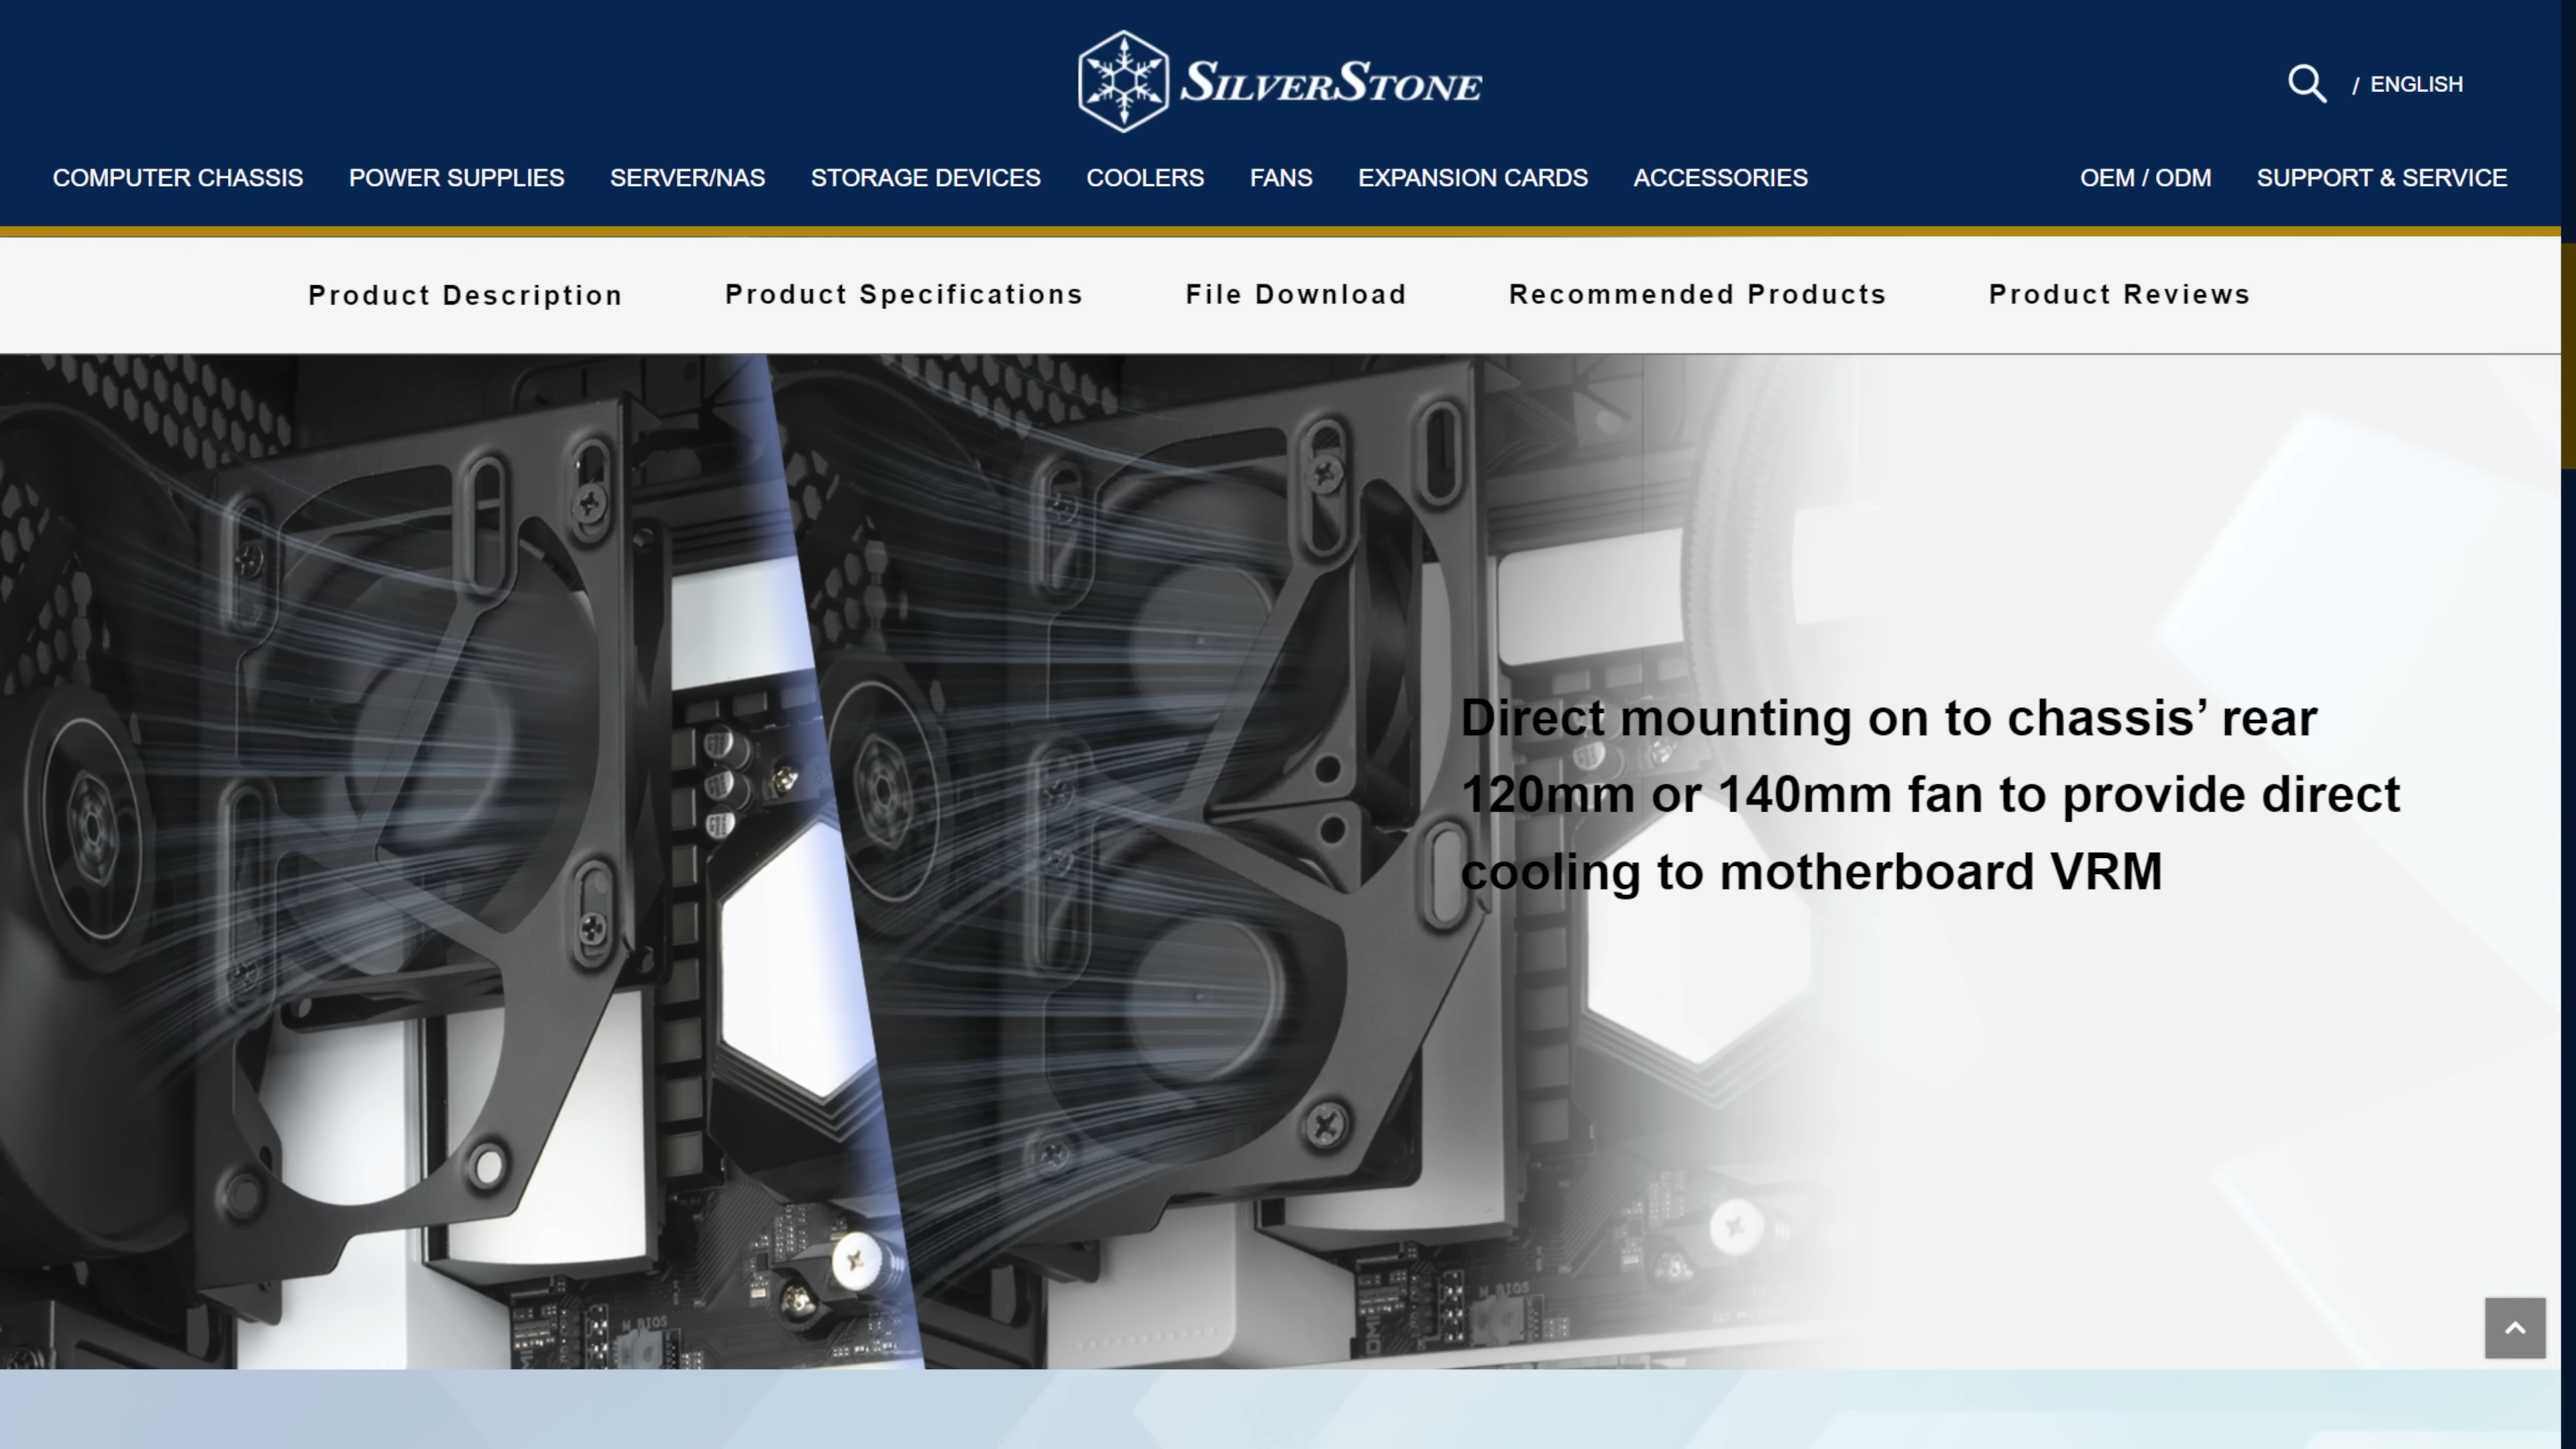 SILVERSTONE
/ ENGLISH
COMPUTER CHASSIS POWER SUPPLIES SERVER/NAS STORAGE DEVICES COOLERS FANS EXPANSION CARDS ACCESSORIES OEM / ODM SUPPORT & SERVICE
Product Description Product Specifications File Download Recommended Products Product Reviews
Direct mounting on to chassis’ rear
120mm or 140mm fan to provide direct
cooling to motherboard VRM
M_BIOS
M_BIOS